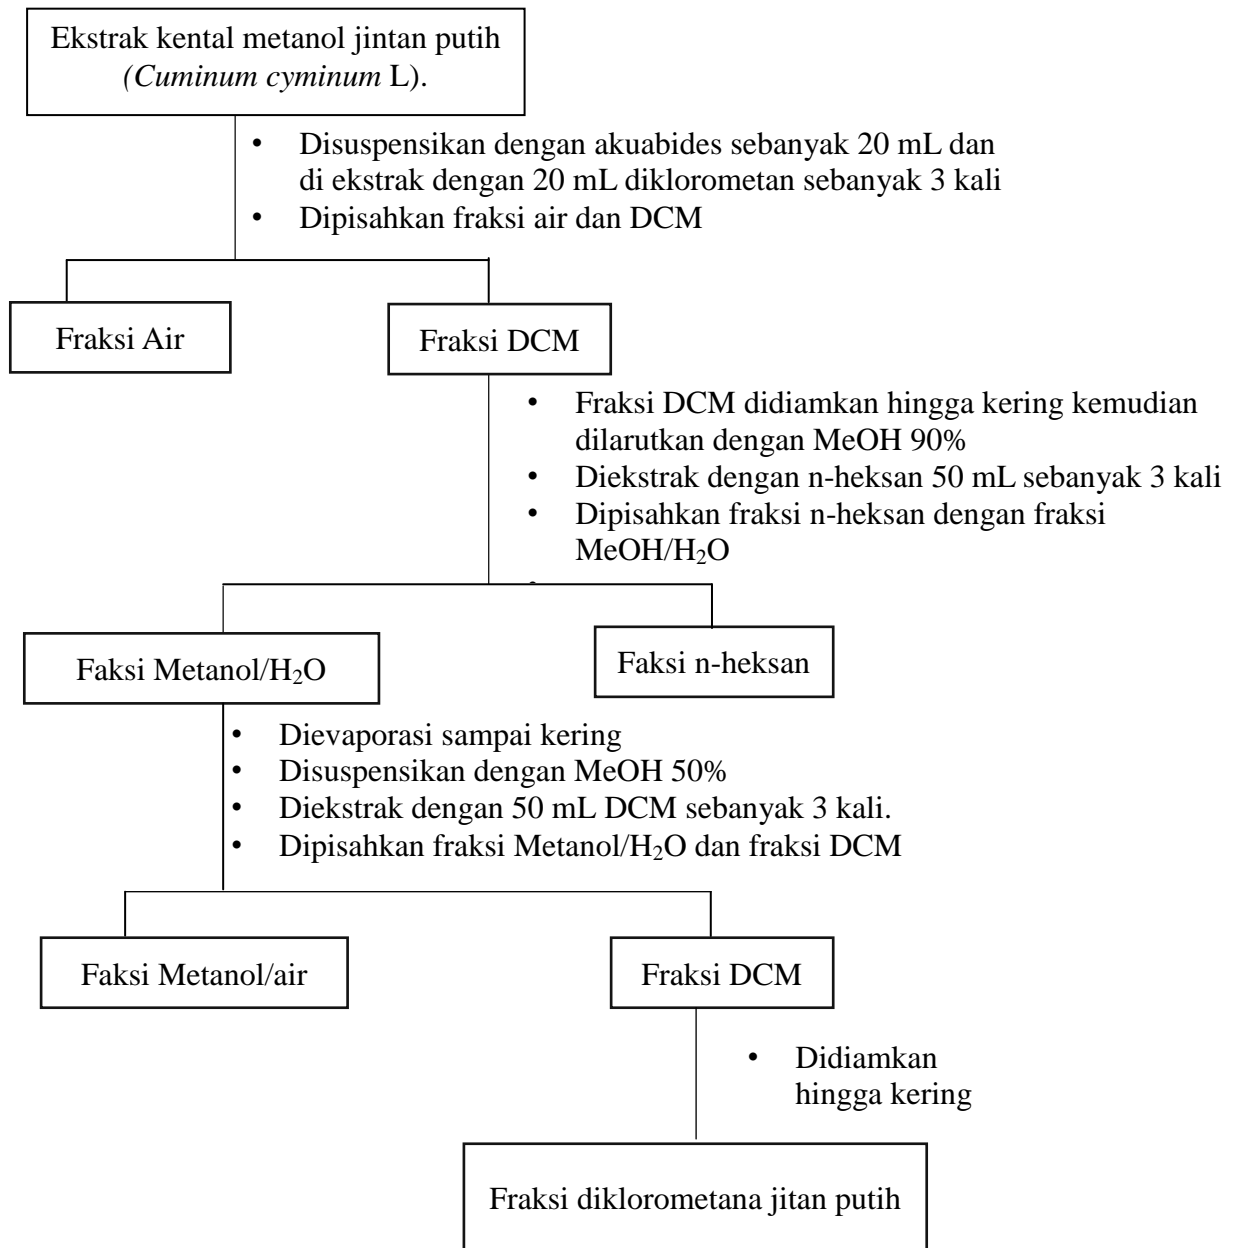 Ekstrak kental metanol jintan putih
(Cuminum cyminum L).
• Disuspensikan dengan akuabides sebanyak 20 mL dan
di ekstrak dengan 20 mL diklorometan sebanyak 3 kali
• Dipisahkan fraksi air dan DCM
Fraksi Air
Fraksi DCM
• Fraksi DCM didiamkan hingga kering kemudian
dilarutkan dengan MeOH 90%
• Diekstrak dengan n-heksan 50 mL sebanyak 3 kali
• Dipisahkan fraksi n-heksan dengan fraksi
MeOH/H₂O
•
Faksi Metanol/H₂O
Faksi n-heksan
• Dievaporasi sampai kering
• Disuspensikan dengan MeOH 50%
• Diekstrak dengan 50 mL DCM sebanyak 3 kali.
• Dipisahkan fraksi Metanol/H₂O dan fraksi DCM
Faksi Metanol/air
Fraksi DCM
• Didiamkan
hingga kering
Fraksi diklorometana jitan putih